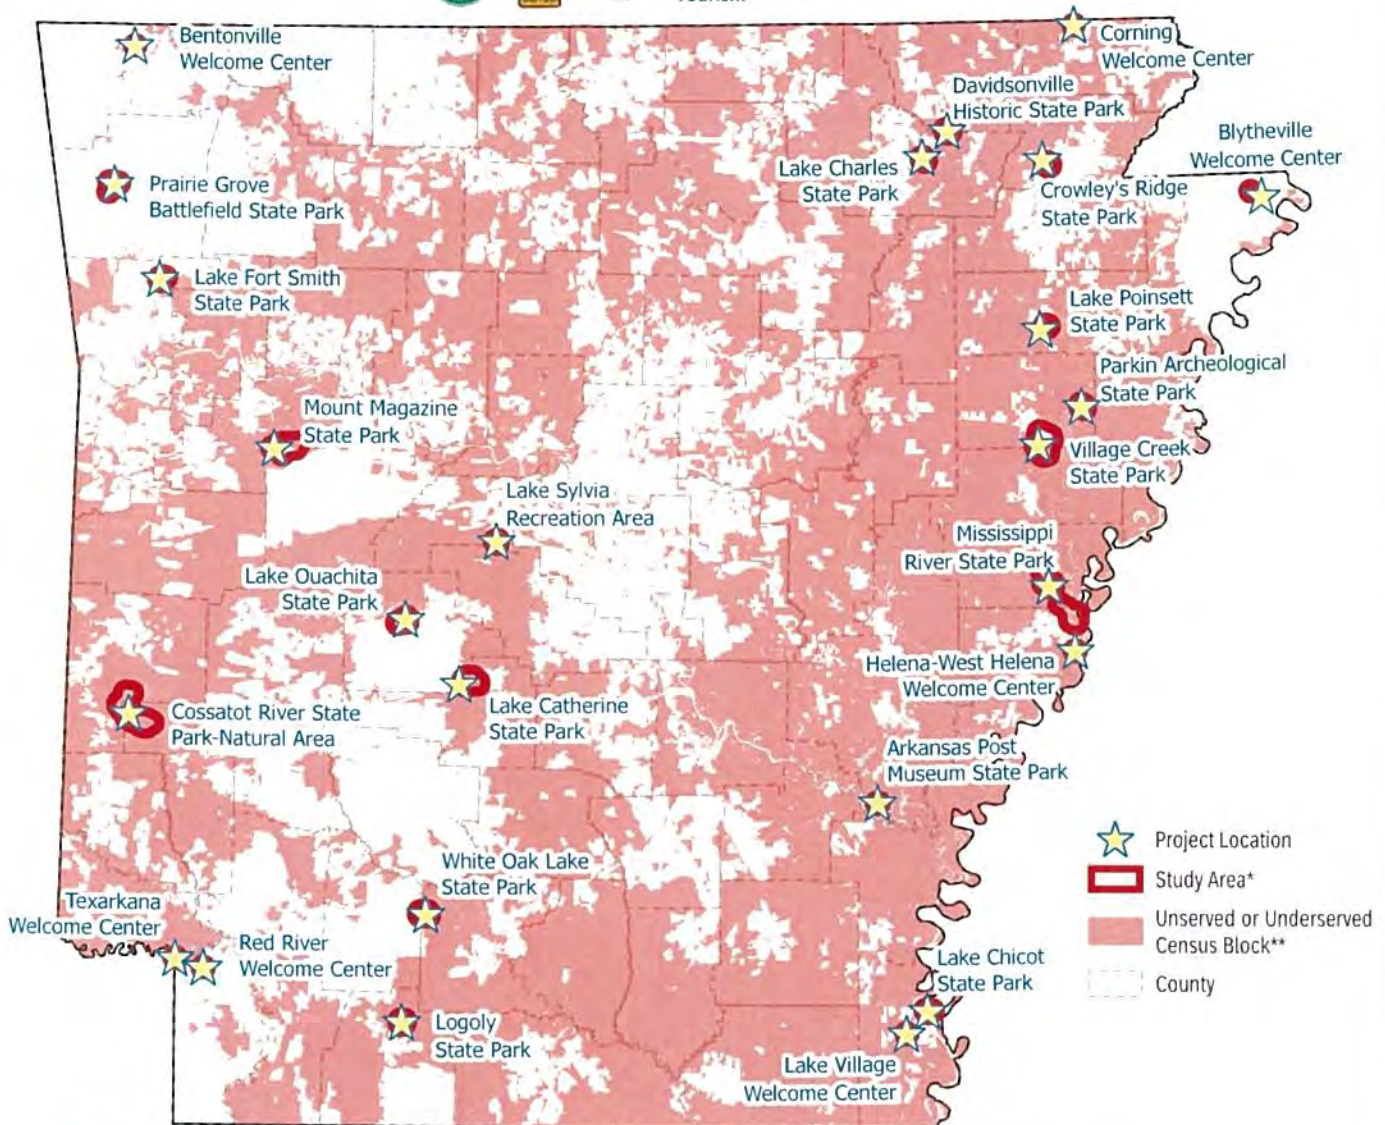 Tourism
Bentonville
Welcome Center
Corning
Welcome Center
Davidsonville
Historic State Park
Blytheville
Welcome Center
Lake Charles
State Park
Crowley's Ridge
State Park
Prairie Grove
Battlefield State Park
Lake Fort Smith
State Park
Lake Poinsett
State Park
Parkin Archeological
State Park
Mount Magazine
State Park
Village Creek
State Park
Lake Sylvia
Recreation Area
Mississippi
River State Park
Lake Ouachita
State Park
Helena-West Helena
Welcome Center
Lake Catherine
State Park
Cossatot River State
Park-Natural Area
Arkansas Post
Museum State Park
White Oak Lake
State Park
Texarkana
Welcome Center
Red River
Welcome Center
Lake Chicot
State Park
Logoly
State Park
Lake Village
Welcome Center
Project Location
Study Area*
Unserved or Underserved
Census Block**
County